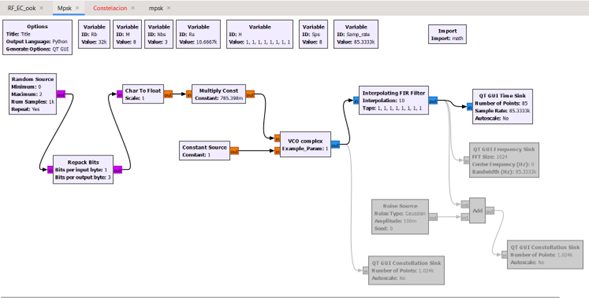 RF_EC_ook
Mpsk
Constelacion
mpsk
Options
Title: Title
Output Language: Python
Generate Options: QT GUI
Variable
ID: Rb
Value: 32k
Variable
ID: M
Value: 8
Variable
ID: Nbs
Value: 3
Variable
ID: Rs
Value: 10.6667k
Variable
ID: H
Value: 1, 1, 1, 1, 1, 1, 1, 1
Variable
ID: Sps
Value: 8
Variable
ID: Samp_rate
Value: 85.3333k
Import
Import: math
Random Source
Minimum: 0
Maximum: 2
Num Samples: 1k
Repeat: Yes
Repack Bits
Bits per input byte: 1
Bits per output byte: 3
Char To Float
Scale: 1
Multiply Const
Constant: 785.398m
Constant Source
Constant: 1
VCO complex
Example_Param: 1
Interpolating FIR Filter
Interpolation: 10
Taps: 1, 1, 1, 1, 1, 1, 1, 1
QT GUI Time Sink
Number of Points: 85
Sample Rate: 85.3333k
Autoscale: No
QT GUI Frequency Sink
FFT Size: 1024
Center Frequency (Hz): 0
Bandwidth (Hz): 85.3333k
Noise Source
Noise Type: Gaussian
Amplitude: 100m
Seed: 0
Add
QT GUI Constellation Sink
Number of Points: 1.024k
Autoscale: No
QT GUI Constellation Sink
Number of Points: 1.024k
Autoscale: No